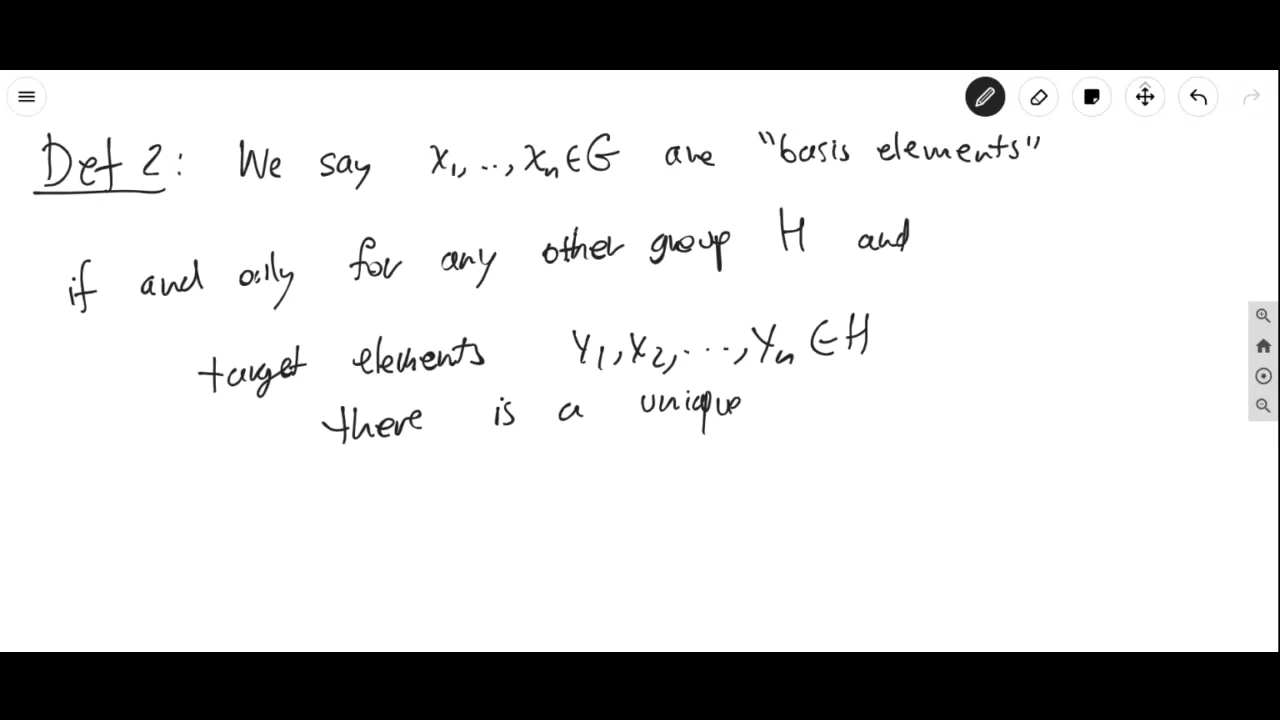 Def 2: We say x₁, .., xₙ ∈ G are "basis elements"
if and only for any other group H and
target elements Y₁, Y₂, ..., Yₙ ∈ H
there is a unique